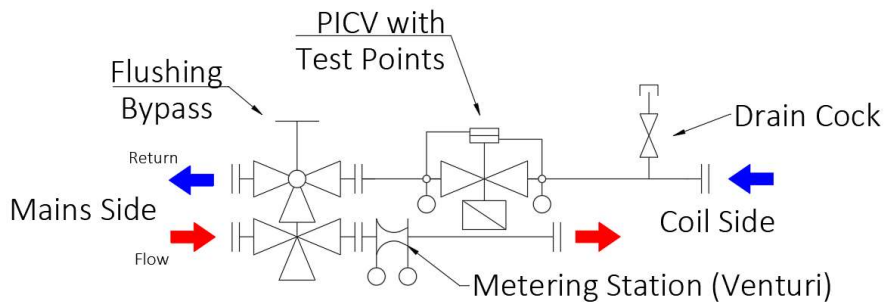 PICV with
Test Points
Flushing
Bypass
Drain Cock
Return
Mains Side
Coil Side
Flow
Metering Station (Venturi)